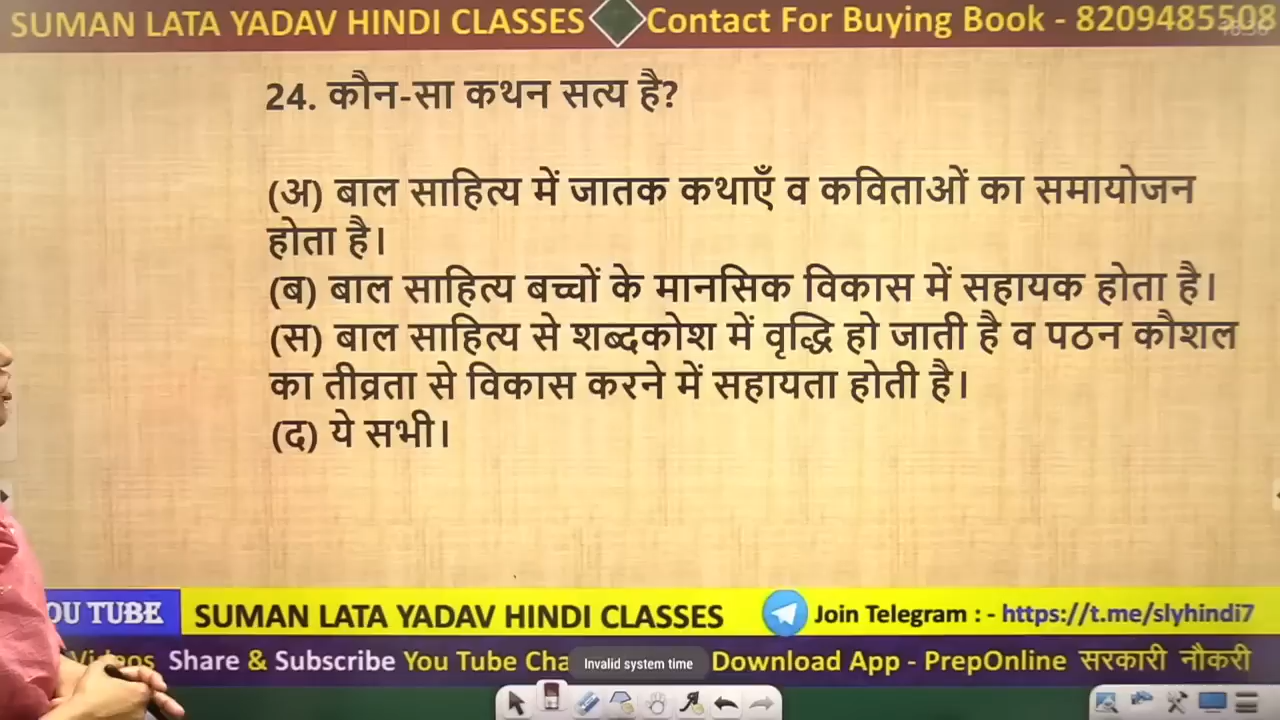 SUMAN LATA YADAV HINDI CLASSES Contact For Buying Book - 8209485508
24. कौन-सा कथन सत्य है?
(अ) बाल साहित्य में जातक कथाएँ व कविताओं का समायोजन
होता है।
(ब) बाल साहित्य बच्चों के मानसिक विकास में सहायक होता है।
(स) बाल साहित्य से शब्दकोश में वृद्धि हो जाती है व पठन कौशल
का तीव्रता से विकास करने में सहायता होती है।
(द) ये सभी।
OU TUBE SUMAN LATA YADAV HINDI CLASSES Join Telegram : - https://t.me/slyhindi7
Videos Share & Subscribe You Tube Cha Invalid system time Download App - PrepOnline सरकारी नौकरी